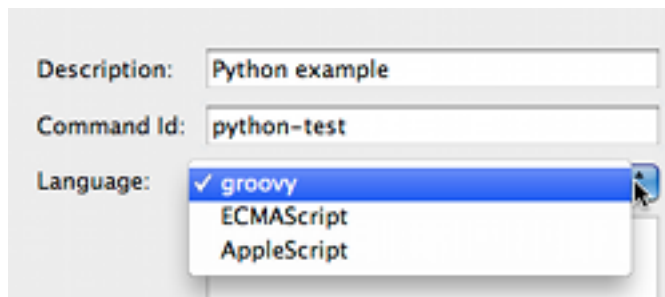 Description: Python example
Command Id: python-test
Language: ✓ groovy
ECMAScript
AppleScript